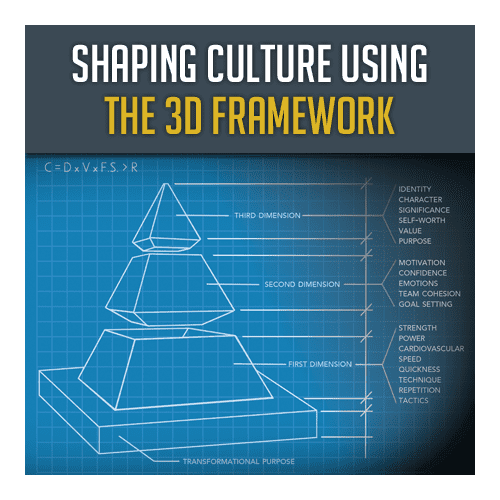 SHAPING CULTURE USING
THE 3D FRAMEWORK
C=DxVxF.S.>R
THIRD DIMENSION
IDENTITY
CHARACTER
SIGNIFICANCE
SELF-WORTH
VALUE
PURPOSE
SECOND DIMENSION
MOTIVATION
CONFIDENCE
EMOTIONS
TEAM COHESION
GOAL SETTING
FIRST DIMENSION
STRENGTH
POWER
CARDIOVASCULAR
SPEED
QUICKNESS
TECHNIQUE
REPETITION
TACTICS
TRANSFORMATIONAL PURPOSE